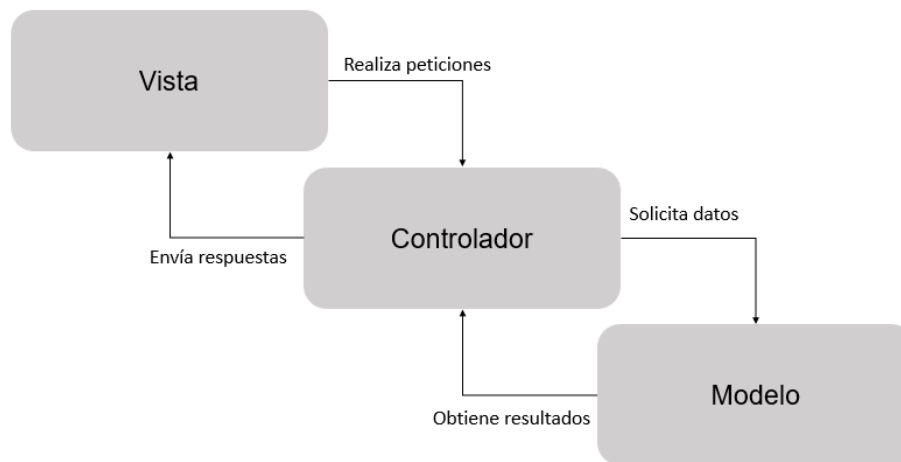 Vista
Realiza peticiones
Controlador
Solicita datos
Envía respuestas
Modelo
Obtiene resultados